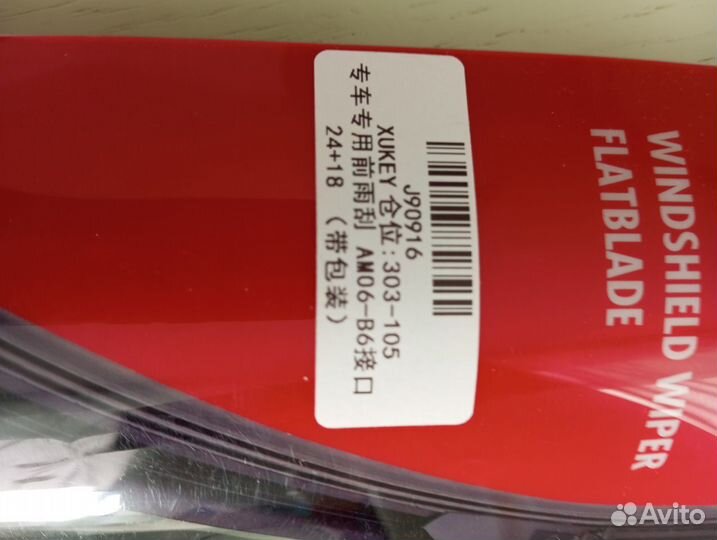 WINDSHIELD WIPER
FLATBLADE
J90916
XUKEY 仓位:303-105
专车专用前雨刮 AM06-B6接口
24+18 (带包装)
Avito